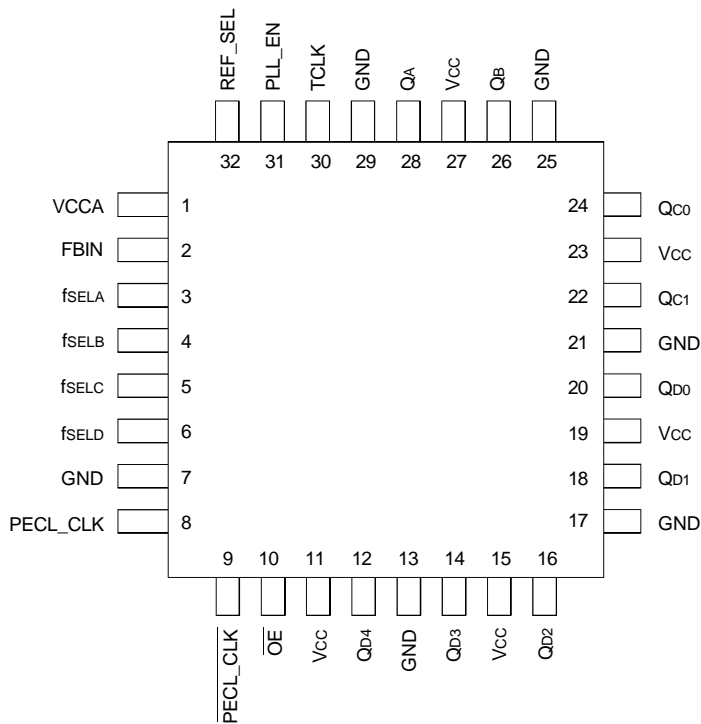 REF_SEL
PLL_EN
TCLK
GND
QA
VCC
QB
GND
32 31 30 29 28 27 26 25
VCCA 1
FBIN 2
fSELA 3
fSELB 4
fSELC 5
fSELD 6
GND 7
PECL_CLK 8
24 QC0
23 VCC
22 QC1
21 GND
20 QD0
19 VCC
18 QD1
17 GND
9 10 11 12 13 14 15 16
P̅E̅C̅L̅_̅C̅L̅K̅
O̅E̅
VCC
QD4
GND
QD3
VCC
QD2